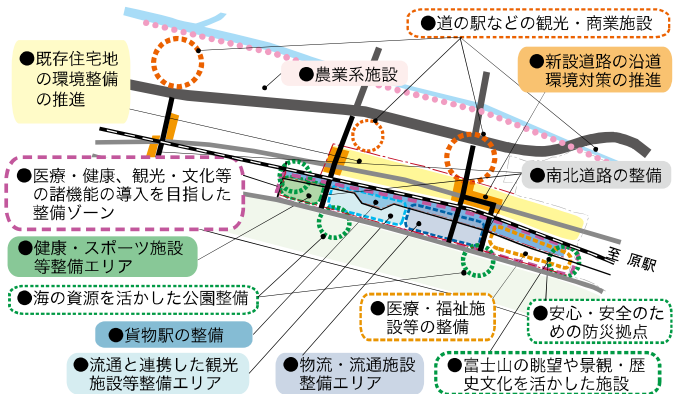 ●道の駅などの観光・商業施設
●既存住宅地
の環境整備
の推進
●農業系施設
●新設道路の沿道
環境対策の推進
●医療・健康、観光・文化等
の諸機能の導入を目指した
整備ゾーン
●南北道路の整備
●健康・スポーツ施設
等整備エリア
至 原駅
●海の資源を活かした公園整備
●医療・福祉施
設等の整備
●安心・安全のた
めの防災拠点
●貨物駅の整備
●流通と連携した観光
施設等整備エリア
●物流・流通施設
整備エリア
●富士山の眺望や景観・歴
史文化を活かした施設